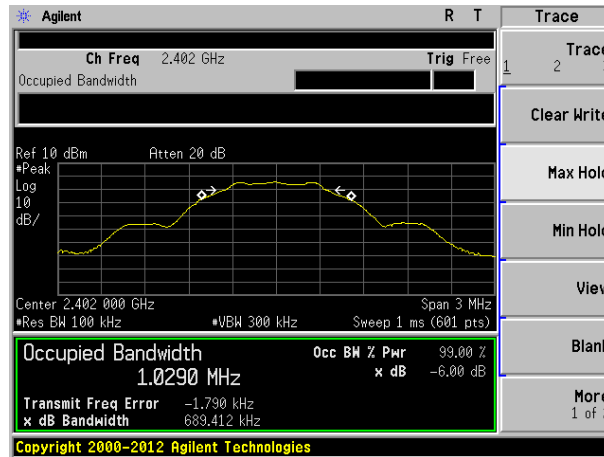 Agilent R T Trace
Ch Freq 2.402 GHz Trig Free
Occupied Bandwidth
Trace
1 2
Clear Write
Max Hold
Min Hold
View
Blank
More
1 of
Ref 10 dBm Atten 20 dB
#Peak
Log
10
dB/
Center 2.402 000 GHz Span 3 MHz
#Res BW 100 kHz #VBW 300 kHz Sweep 1 ms (601 pts)
Occupied Bandwidth Occ BW % Pwr 99.00 %
1.0290 MHz x dB -6.00 dB
Transmit Freq Error -1.790 kHz
x dB Bandwidth 689.412 kHz
Copyright 2000-2012 Agilent Technologies